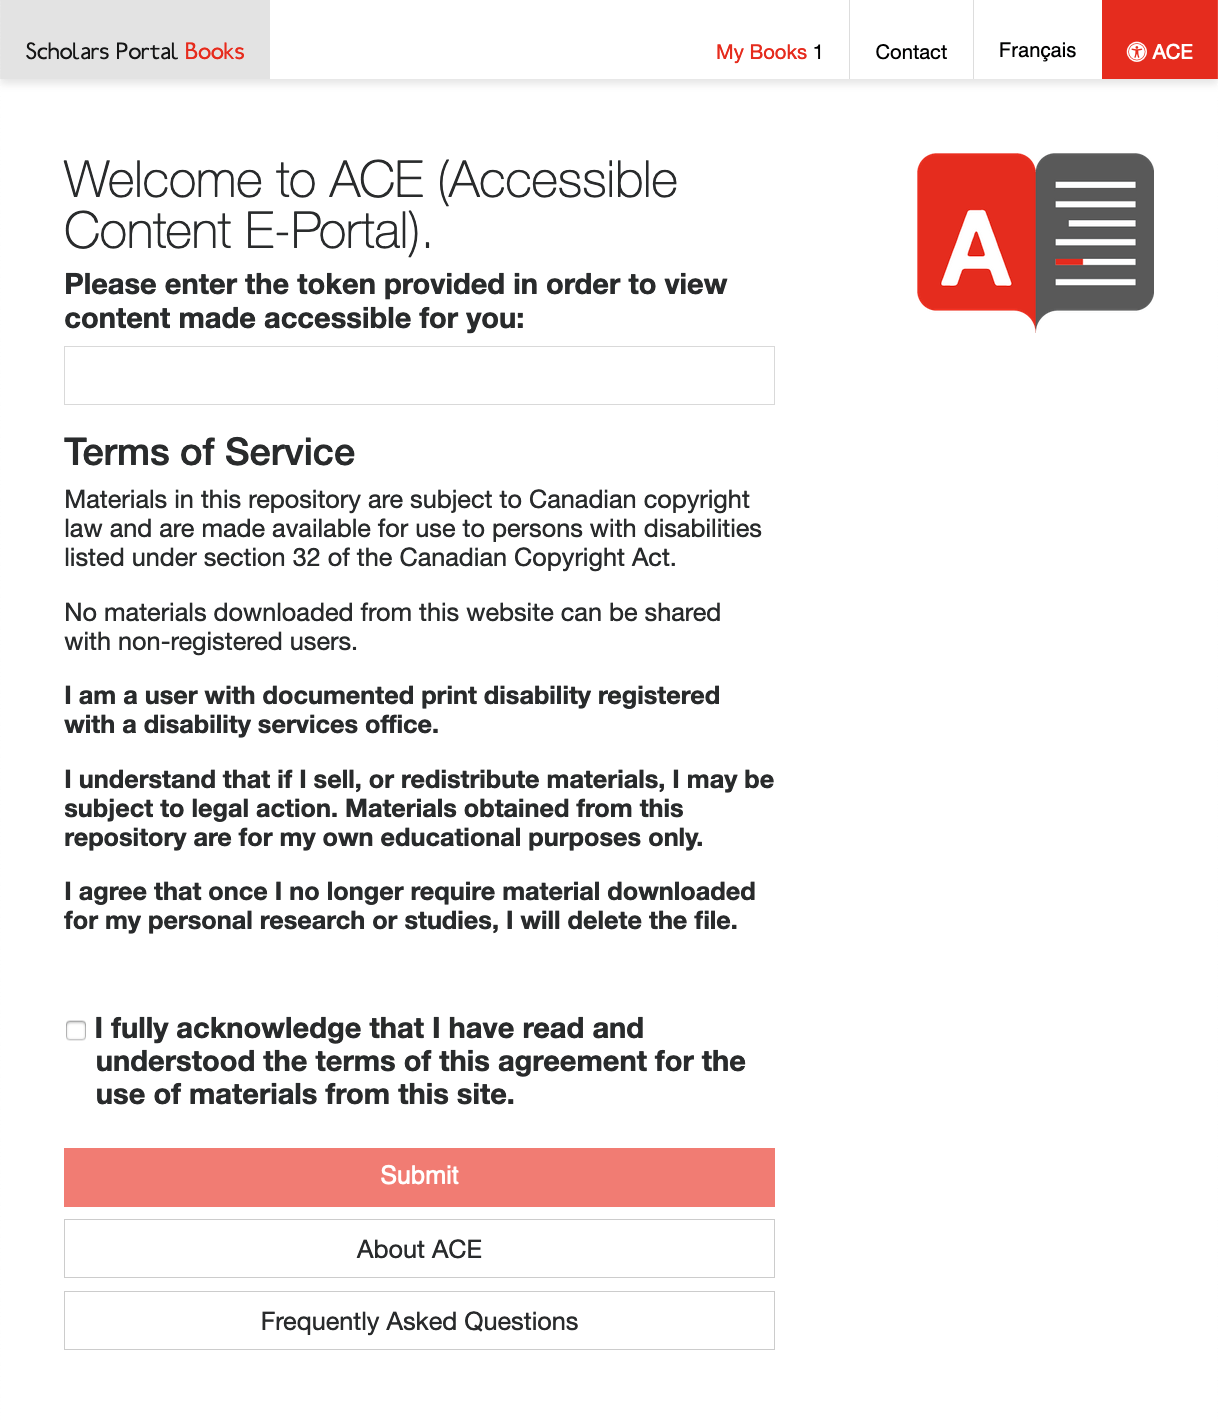 Scholars Portal Books
My Books 1
Contact
Français
ACE
Welcome to ACE (Accessible
Content E-Portal).
A
Please enter the token provided in order to view
content made accessible for you:
Terms of Service
Materials in this repository are subject to Canadian copyright
law and are made available for use to persons with disabilities
listed under section 32 of the Canadian Copyright Act.
No materials downloaded from this website can be shared
with non-registered users.
I am a user with documented print disability registered
with a disability services office.
I understand that if I sell, or redistribute materials, I may be
subject to legal action. Materials obtained from this
repository are for my own educational purposes only.
I agree that once I no longer require material downloaded
for my personal research or studies, I will delete the file.
I fully acknowledge that I have read and
understood the terms of this agreement for the
use of materials from this site.
Submit
About ACE
Frequently Asked Questions